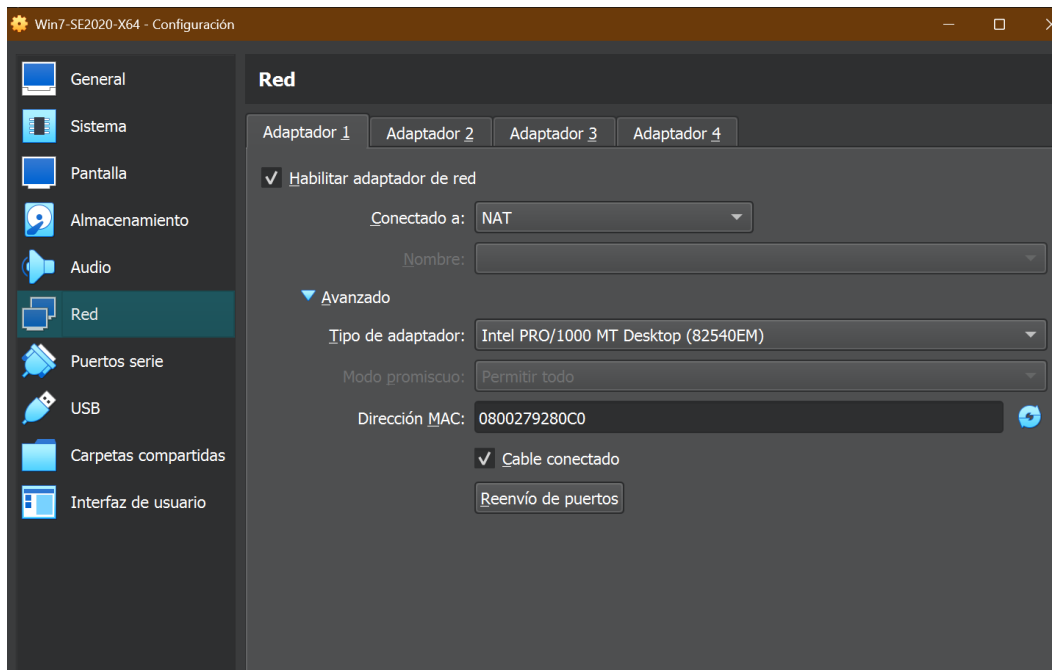 Win7-SE2020-X64 - Configuración
General
Sistema
Pantalla
Almacenamiento
Audio
Red
Puertos serie
USB
Carpetas compartidas
Interfaz de usuario
Red
Adaptador 1 Adaptador 2 Adaptador 3 Adaptador 4
Habilitar adaptador de red
Conectado a: NAT
Nombre:
Avanzado
Tipo de adaptador: Intel PRO/1000 MT Desktop (82540EM)
Modo promiscuo: Permitir todo
Dirección MAC: 0800279280C0
Cable conectado
Reenvío de puertos